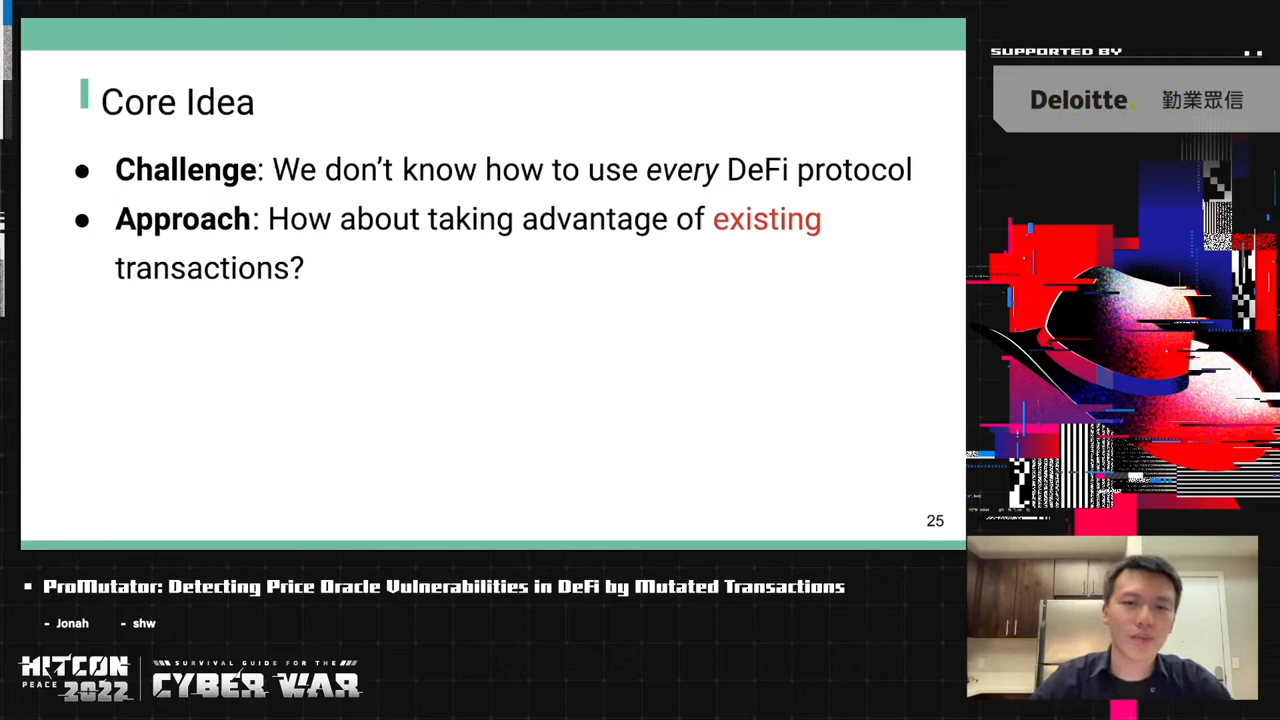 Core Idea
● Challenge: We don’t know how to use every DeFi protocol
● Approach: How about taking advantage of existing
transactions?
25
SUPPORTED BY
Deloitte. 勤業眾信
▪ ProMutator: Detecting Price Oracle Vulnerabilities in DeFi by Mutated Transactions
- Jonah - shw
HITCON
PEACE 2022
SURVIVAL GUIDE FOR THE
CYBER WAR